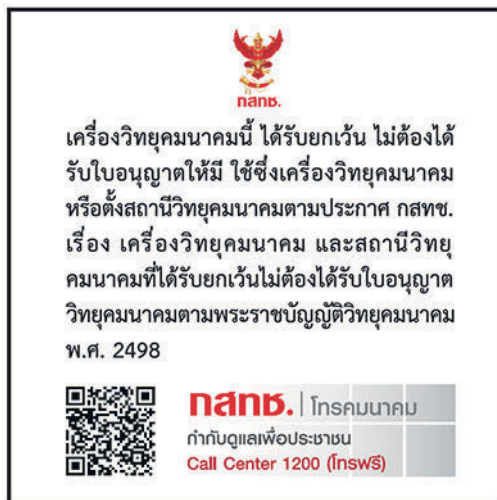 กสทช.
เครื่องวิทยุคมนาคมนี้ ได้รับยกเว้น ไม่ต้องได้
รับใบอนุญาตให้มี ใช้ซึ่งเครื่องวิทยุคมนาคม
หรือตั้งสถานีวิทยุคมนาคมตามประกาศ กสทช.
เรื่อง เครื่องวิทยุคมนาคม และสถานีวิทยุ
คมนาคมที่ได้รับยกเว้นไม่ต้องได้รับใบอนุญาต
วิทยุคมนาคมตามพระราชบัญญัติวิทยุคมนาคม
พ.ศ. 2498
กสทช. | โทรคมนาคม
กำกับดูแลเพื่อประชาชน
Call Center 1200 (โทรฟรี)